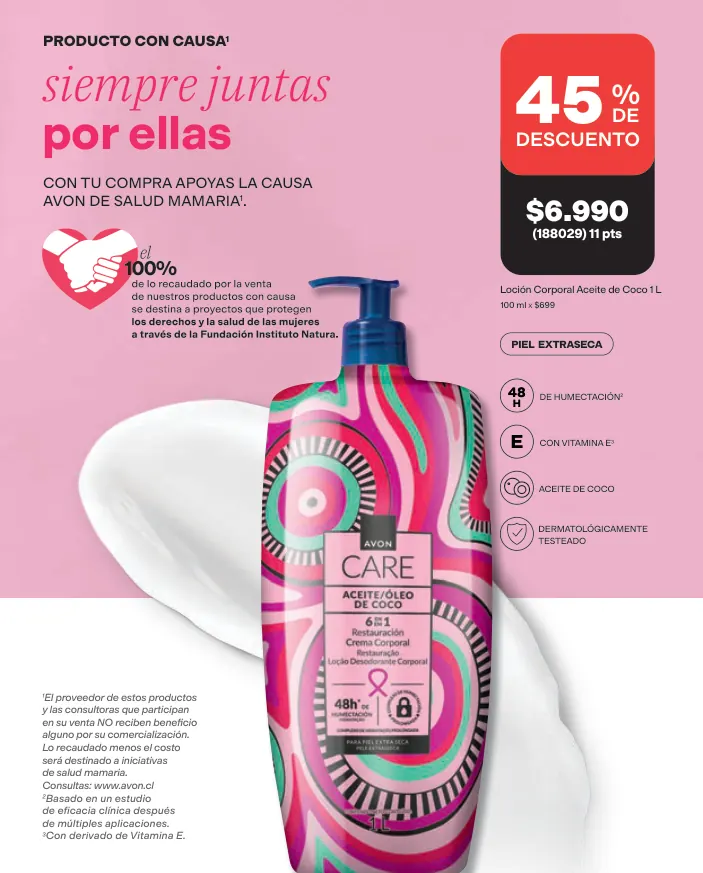 PRODUCTO CON CAUSA¹
siempre juntas
por ellas
CON TU COMPRA APOYAS LA CAUSA
AVON DE SALUD MAMARIA¹.
el
100%
de lo recaudado por la venta
de nuestros productos con causa
se destina a proyectos que protegen
los derechos y la salud de las mujeres
a través de la Fundación Instituto Natura.
45 % DE
DESCUENTO
$6.990
(188029) 11 pts
Loción Corporal Aceite de Coco 1 L
100 ml x $699
PIEL EXTRASECA
48 H
DE HUMECTACIÓN²
E
CON VITAMINA E³
ACEITE DE COCO
DERMATOLÓGICAMENTE
TESTEADO
AVON
CARE
ACEITE/ÓLEO
DE COCO
6 EN EM 1
Restauración
Crema Corporal
Restauração
Loção Desodorante Corporal
48h* DE
HUMECTACIÓN
PARA PIEL EXTRA SECA
PIEL EXTRASECA
1 L
¹El proveedor de estos productos
y las consultoras que participan
en su venta NO reciben beneficio
alguno por su comercialización.
Lo recaudado menos el costo
será destinado a iniciativas
de salud mamaria.
Consultas: www.avon.cl
²Basado en un estudio
de eficacia clínica después
de múltiples aplicaciones.
³Con derivado de Vitamina E.